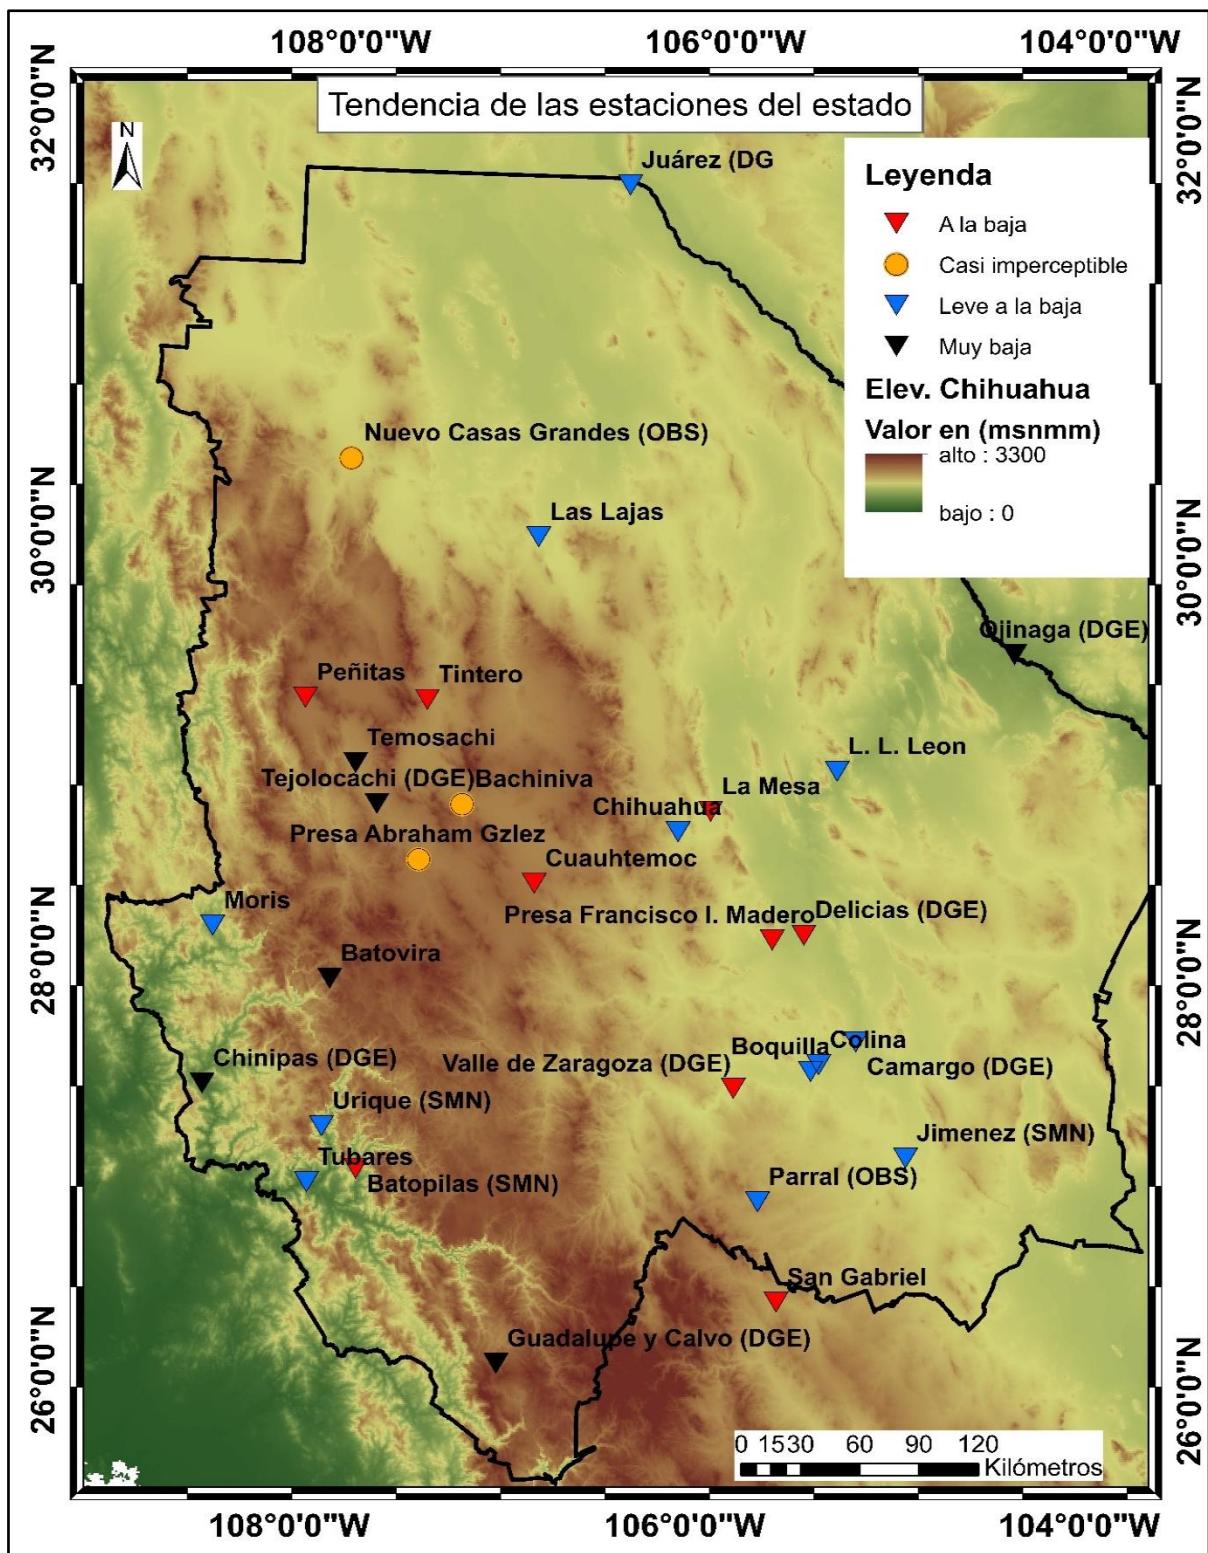 108°0'0"W 106°0'0"W 104°0'0"W
Tendencia de las estaciones del estado
N
32°0'0"N
32°0'0"N
Juárez (DG
Leyenda
A la baja
Casi imperceptible
Leve a la baja
Muy baja
Elev. Chihuahua
Valor en (msnmm)
alto : 3300
bajo : 0
Nuevo Casas Grandes (OBS)
Las Lajas
30°0'0"N
30°0'0"N
Ojinaga (DGE)
Peñitas
Tintero
Temosachi
L. L. Leon
Tejolocachi (DGE)
Bachiniva
La Mesa
Chihuahua
Presa Abraham Gzlez
Cuauhtemoc
Moris
Presa Francisco I. Madero
Delicias (DGE)
28°0'0"N
28°0'0"N
Batovira
Chinipas (DGE)
Valle de Zaragoza (DGE)
Boquilla
Colina
Camargo (DGE)
Urique (SMN)
Jimenez (SMN)
Tubares
Batopilas (SMN)
Parral (OBS)
San Gabriel
Guadalupe y Calvo (DGE)
26°0'0"N
26°0'0"N
0 15 30 60 90 120
Kilómetros
108°0'0"W 106°0'0"W 104°0'0"W